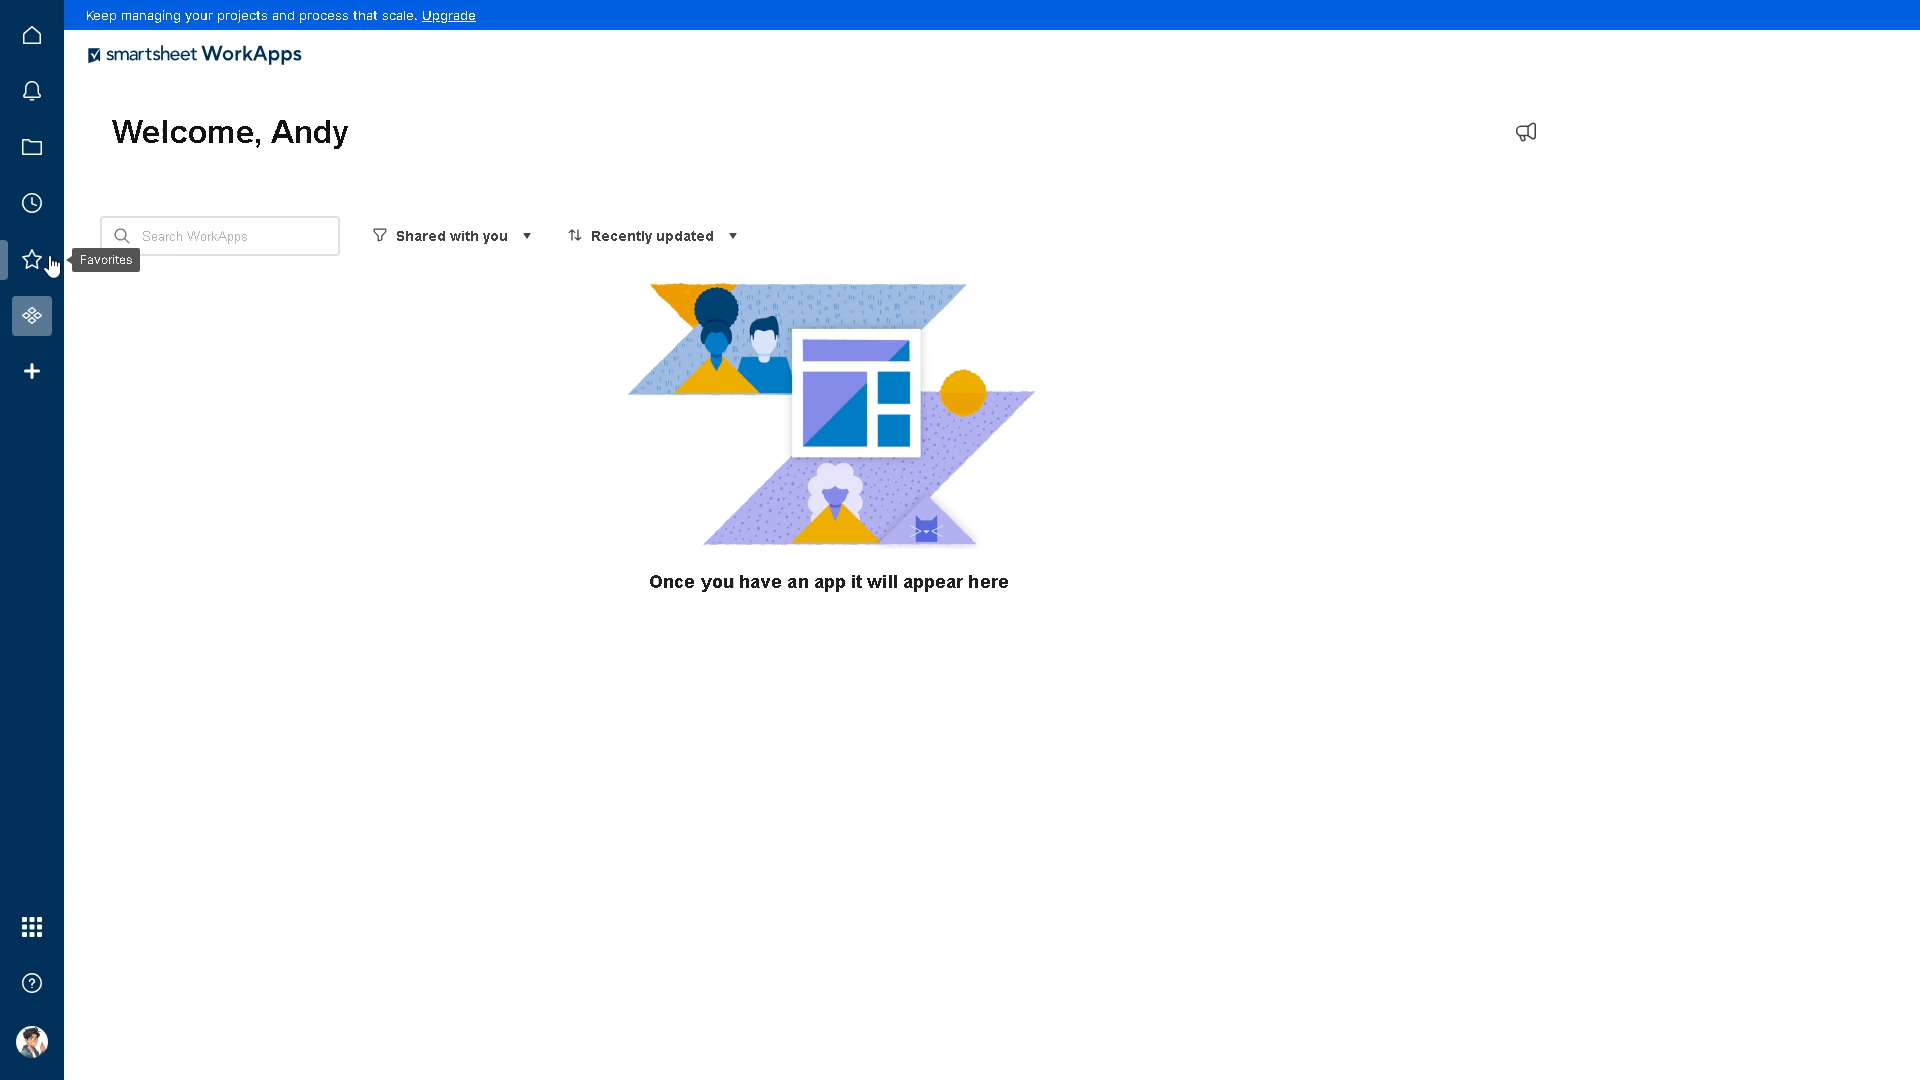 Keep managing your projects and process that scale. Upgrade
smartsheet WorkApps
Welcome, Andy
Search WorkApps
Shared with you
Recently updated
Favorites
Once you have an app it will appear here